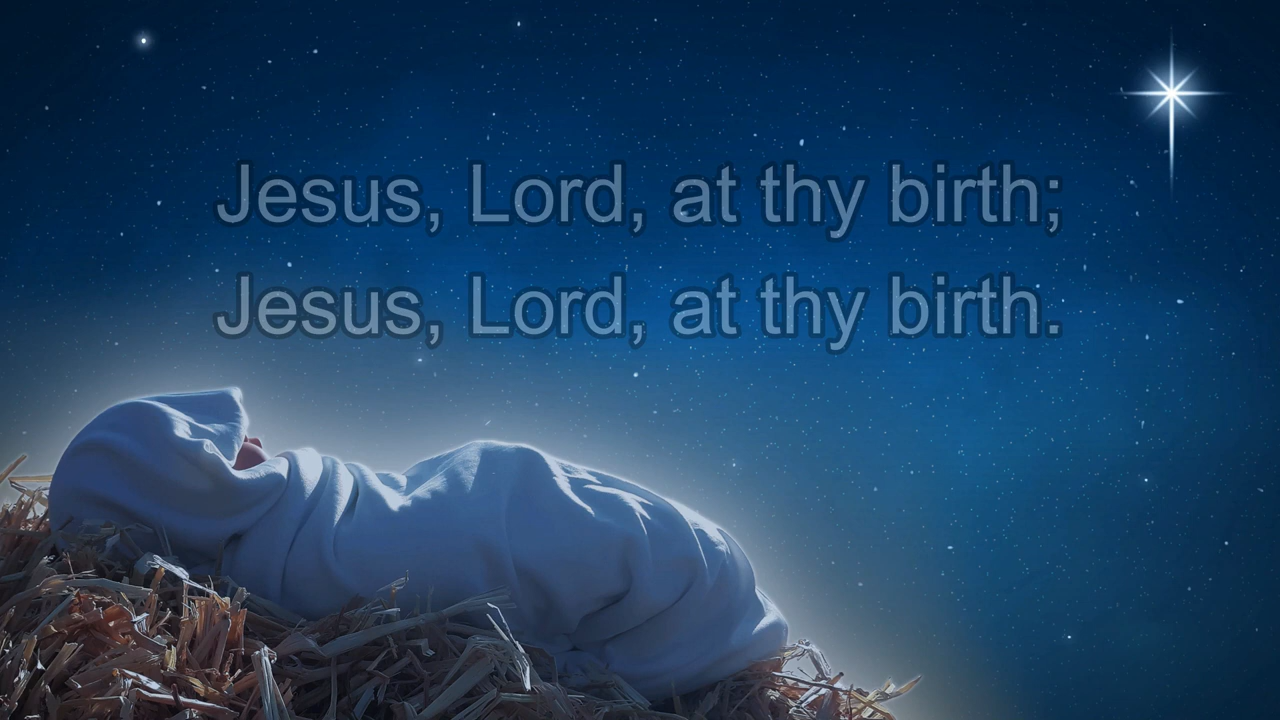 Jesus, Lord, at thy birth;
Jesus, Lord, at thy birth.